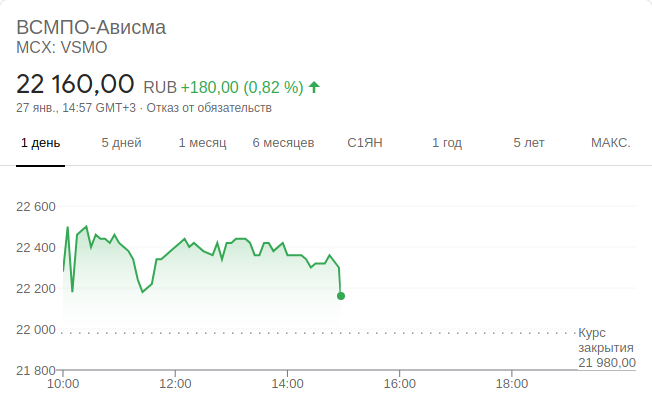 ВСМПО-Ависма
MCX: VSMO
22 160,00 RUB +180,00 (0,82 %)
27 янв., 14:57 GMT+3 · Отказ от обязательств
1 день 5 дней 1 месяц 6 месяцев С1ЯН 1 год 5 лет МАКС.
22 600
22 400
22 200
22 000
21 800
Курс
закрытия
21 980,00
10:00 12:00 14:00 16:00 18:00